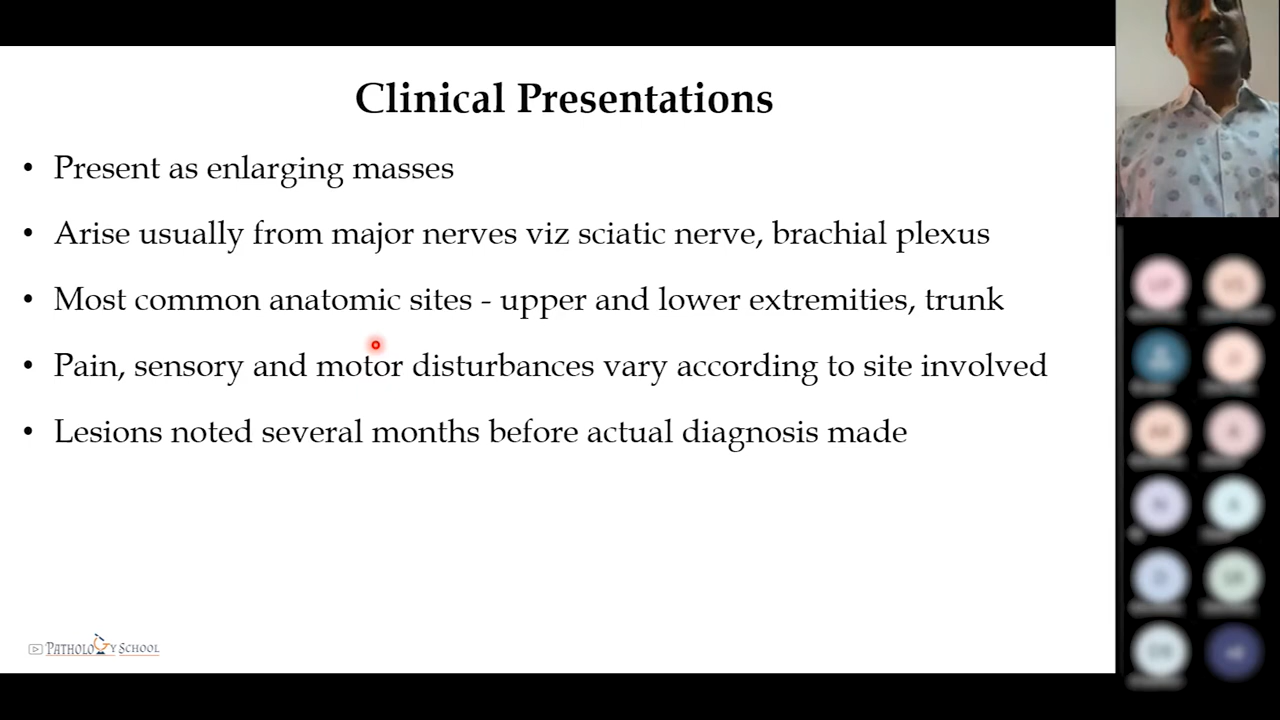 Clinical Presentations
• Present as enlarging masses
• Arise usually from major nerves viz sciatic nerve, brachial plexus
• Most common anatomic sites - upper and lower extremities, trunk
• Pain, sensory and motor disturbances vary according to site involved
• Lesions noted several months before actual diagnosis made
PATHOLOGY SCHOOL